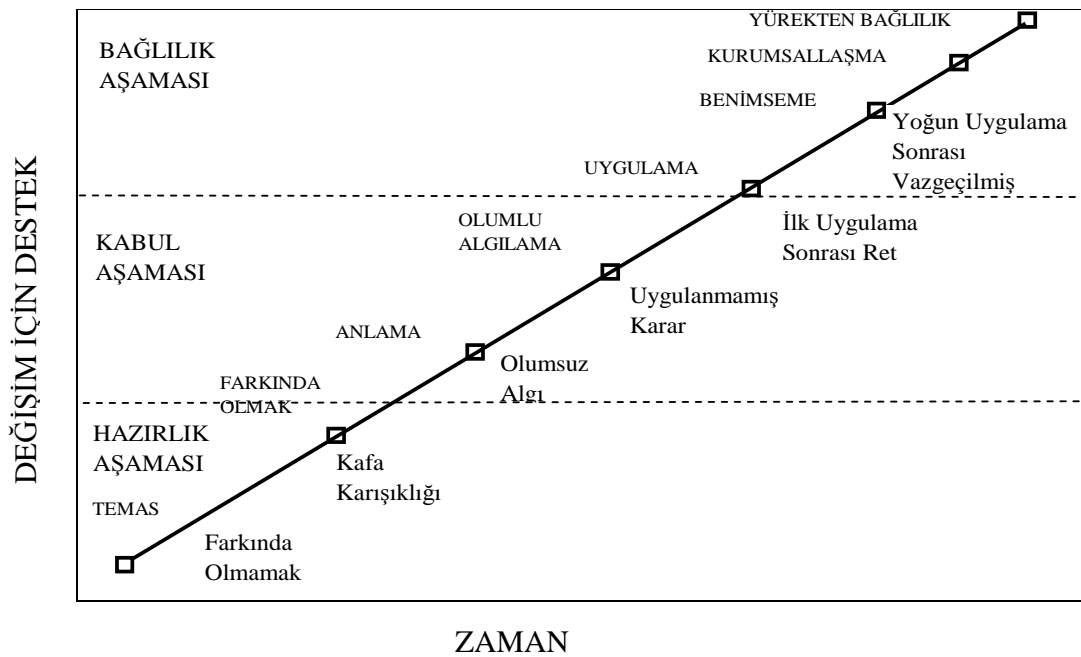 YÜREKTEN BAĞLILIK
BAĞLILIK
AŞAMASI
KURUMSALLAŞMA
BENİMSEME
Yoğun Uygulama
Sonrası
Vazgeçilmiş
UYGULAMA
OLUMLU
ALGILAMA
İlk Uygulama
Sonrası Ret
KABUL
AŞAMASI
Uygulanmamış
Karar
ANLAMA
Olumsuz
Algı
FARKINDA
OLMAK
HAZIRLIK
AŞAMASI
Kafa
Karışıklığı
TEMAS
Farkında
Olmamak
DEĞİŞİM İÇİN DESTEK
ZAMAN